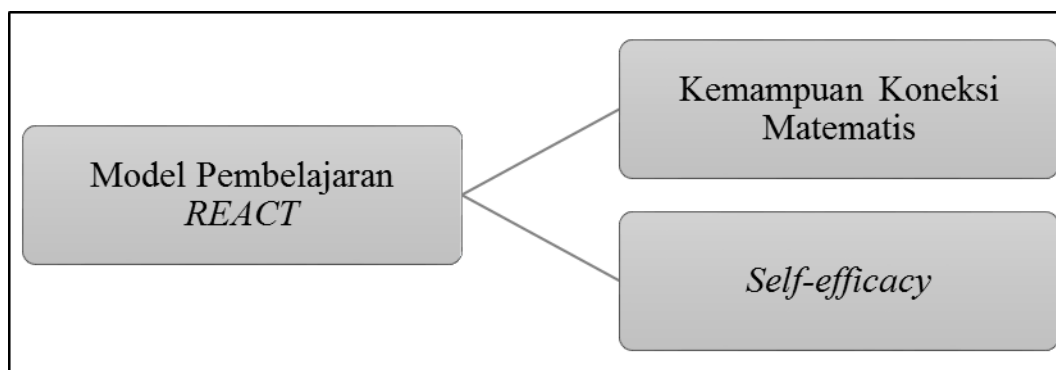 Model Pembelajaran
REACT
Kemampuan Koneksi
Matematis
Self-efficacy